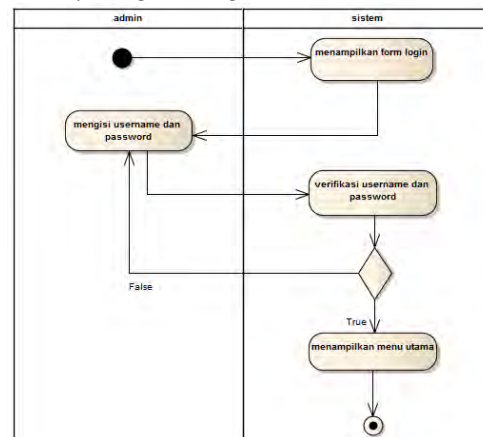 admin
sistem
menampilkan form login
mengisi username dan
password
verifikasi username dan
password
False
True
menampilkan menu utama